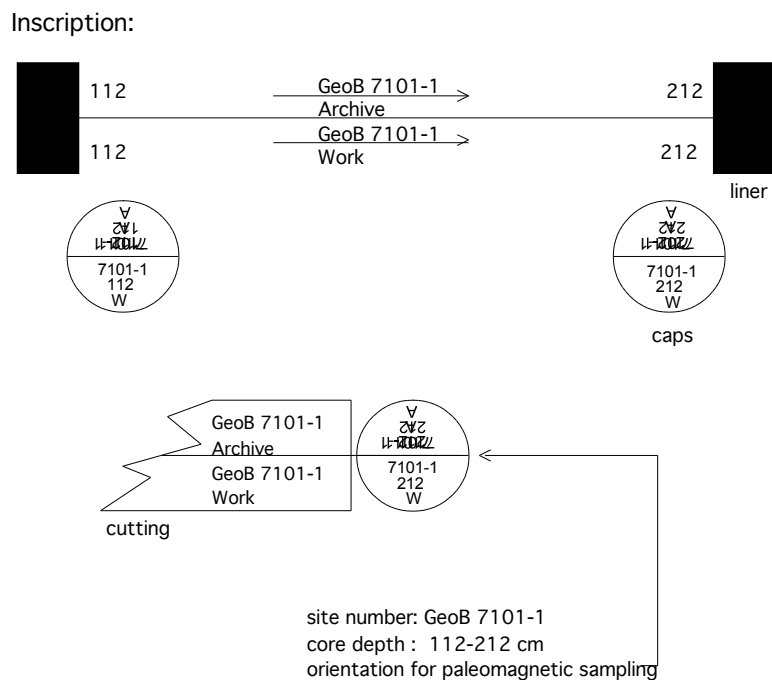 Inscription:
112
GeoB 7101-1
212
Archive
112
GeoB 7101-1
212
Work
liner
A
A
7101-1
112
W
7101-1
212
W
caps
GeoB 7101-1
Archive
GeoB 7101-1
Work
A
7101-1
212
W
cutting
site number: GeoB 7101-1
core depth : 112-212 cm
orientation for paleomagnetic sampling